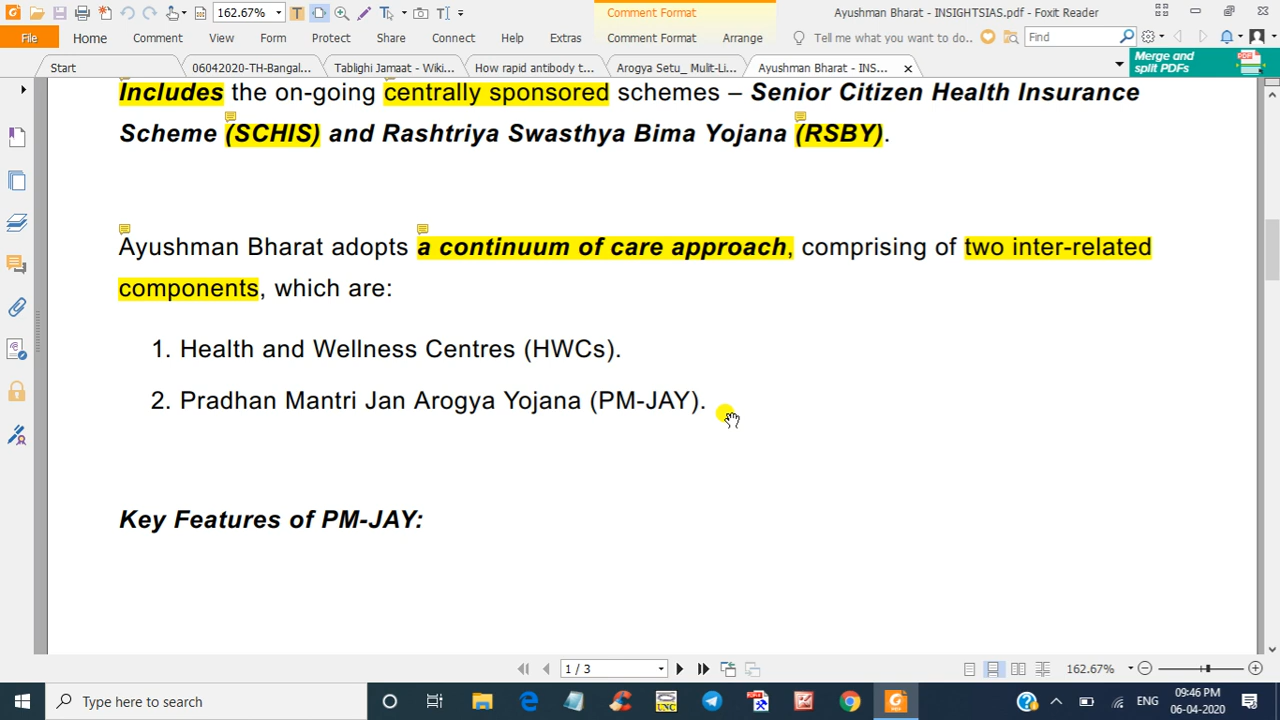 162.67%
Comment Format
Ayushman Bharat - INSIGHTSIAS.pdf - Foxit Reader
File Home Comment View Form Protect Share Connect Help Extras Comment Format Arrange Tell me what you want to do.. Find
Start 06042020-TH-Bangal... Tablighi Jamaat - W... How rapid antibody t... Arogya Setu_ Mulit-Li... Ayushman Bharat - INS...
Merge and
split PDFs
Includes the on-going centrally sponsored schemes – Senior Citizen Health Insurance
Scheme (SCHIS) and Rashtriya Swasthya Bima Yojana (RSBY).
Ayushman Bharat adopts a continuum of care approach, comprising of two inter-related
components, which are:
1. Health and Wellness Centres (HWCs).
2. Pradhan Mantri Jan Arogya Yojana (PM-JAY).
Key Features of PM-JAY:
1 / 3
162.67%
Type here to search
UNC
ENG
09:46 PM
06-04-2020